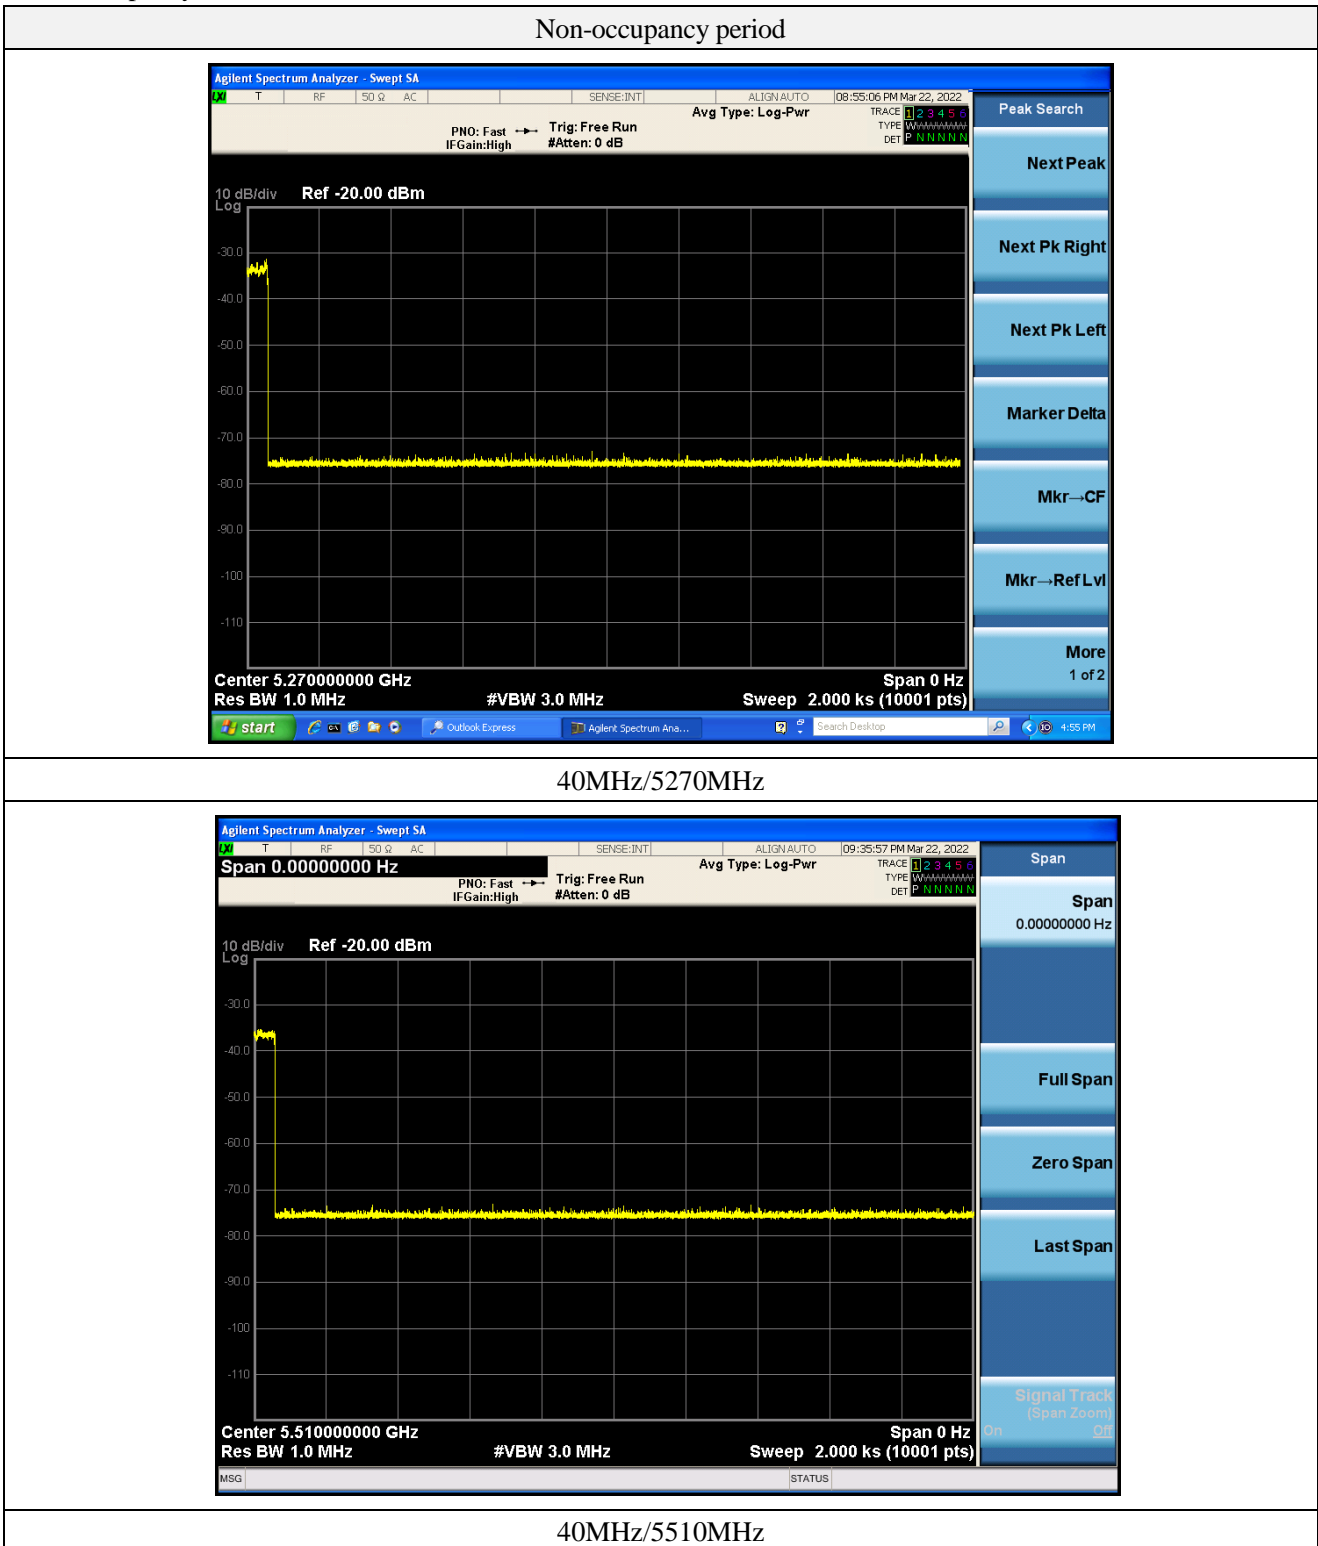 Non-occupancy period
Agilent Spectrum Analyzer - Swept SA
LXI T RF 50 Ω AC SENSE:INT ALIGN AUTO 08:55:06 PM Mar 22, 2022
Avg Type: Log-Pwr
TRACE 1 2 3 4 5 6
PNO: Fast Trig: Free Run
TYPE WWWWWW
IFGain:High #Atten: 0 dB
DET P N N N N N
Peak Search
Next Peak
Next Pk Right
Next Pk Left
Marker Delta
Mkr→CF
Mkr→Ref Lvl
More
1 of 2
10 dB/div Ref -20.00 dBm
Log
-30.0
-40.0
-50.0
-60.0
-70.0
-80.0
-90.0
-100
-110
Center 5.270000000 GHz Span 0 Hz
Res BW 1.0 MHz #VBW 3.0 MHz Sweep 2.000 ks (10001 pts)
start Outlook Express Agilent Spectrum Ana... Search Desktop 4:55 PM
40MHz/5270MHz
Agilent Spectrum Analyzer - Swept SA
LXI T RF 50 Ω AC SENSE:INT ALIGN AUTO 09:35:57 PM Mar 22, 2022
Span 0.00000000 Hz
Avg Type: Log-Pwr
TRACE 1 2 3 4 5 6
PNO: Fast Trig: Free Run
TYPE WWWWWW
IFGain:High #Atten: 0 dB
DET P N N N N N
Span
Span
0.00000000 Hz
Full Span
Zero Span
Last Span
Signal Track
(Span Zoom)
On Off
10 dB/div Ref -20.00 dBm
Log
-30.0
-40.0
-50.0
-60.0
-70.0
-80.0
-90.0
-100
-110
Center 5.510000000 GHz Span 0 Hz
Res BW 1.0 MHz #VBW 3.0 MHz Sweep 2.000 ks (10001 pts)
MSG STATUS
40MHz/5510MHz